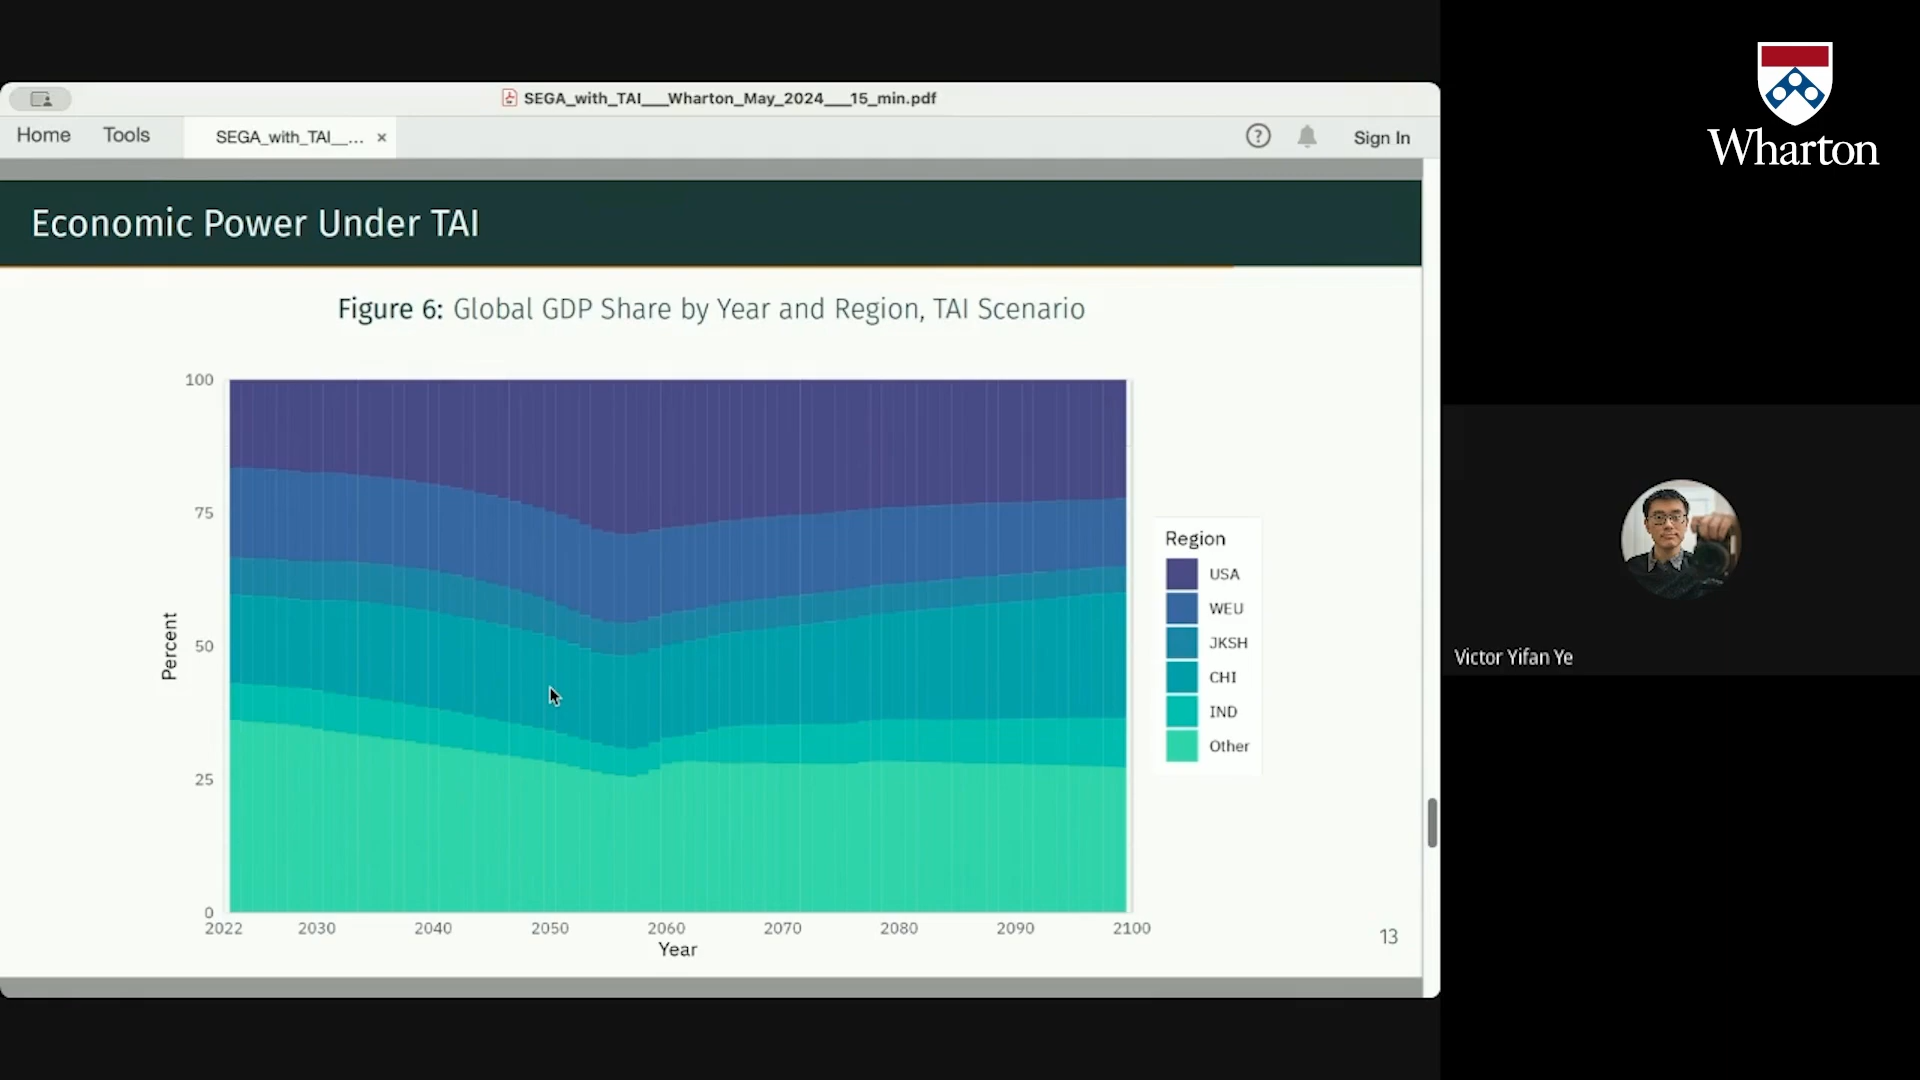 SEGA_with_TAI___Wharton_May_2024___15_min.pdf
Home Tools SEGA_with_TAI__... × ? Sign In
Wharton
Economic Power Under TAI
Figure 6: Global GDP Share by Year and Region, TAI Scenario
100
75
50
25
0
Percent
2022 2030 2040 2050 2060 2070 2080 2090 2100
Year
Region
USA
WEU
JKSH
CHI
IND
Other
13
Victor Yifan Ye